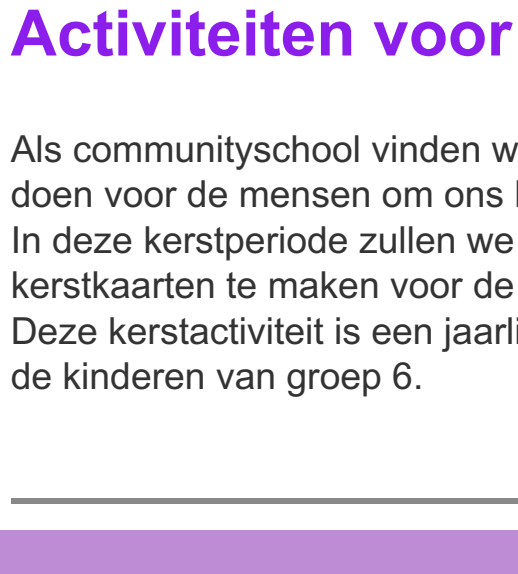 Activiteiten voor
Als communityschool vinden
doen voor de mensen om ons
In deze kerstperiode zullen we
kerstkaarten te maken voor de
Deze kerstactiviteit is een
de kinderen van groep 6.